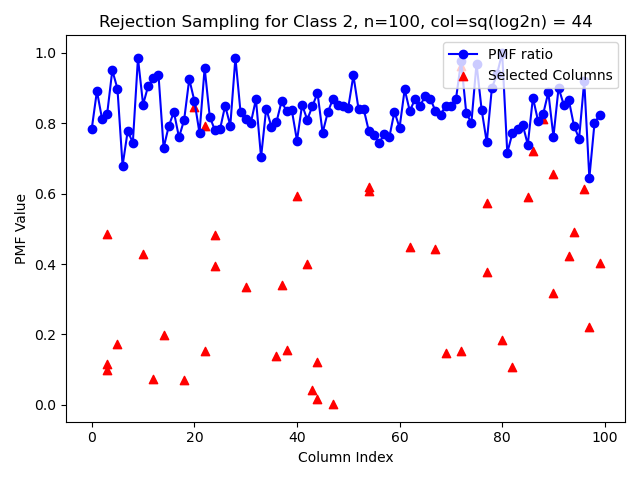 Rejection Sampling for Class 2, n=100, col=sq(log2n) = 44
PMF ratio
Selected Columns
PMF Value
1.0
0.8
0.6
0.4
0.2
0.0
0 20 40 60 80 100
Column Index